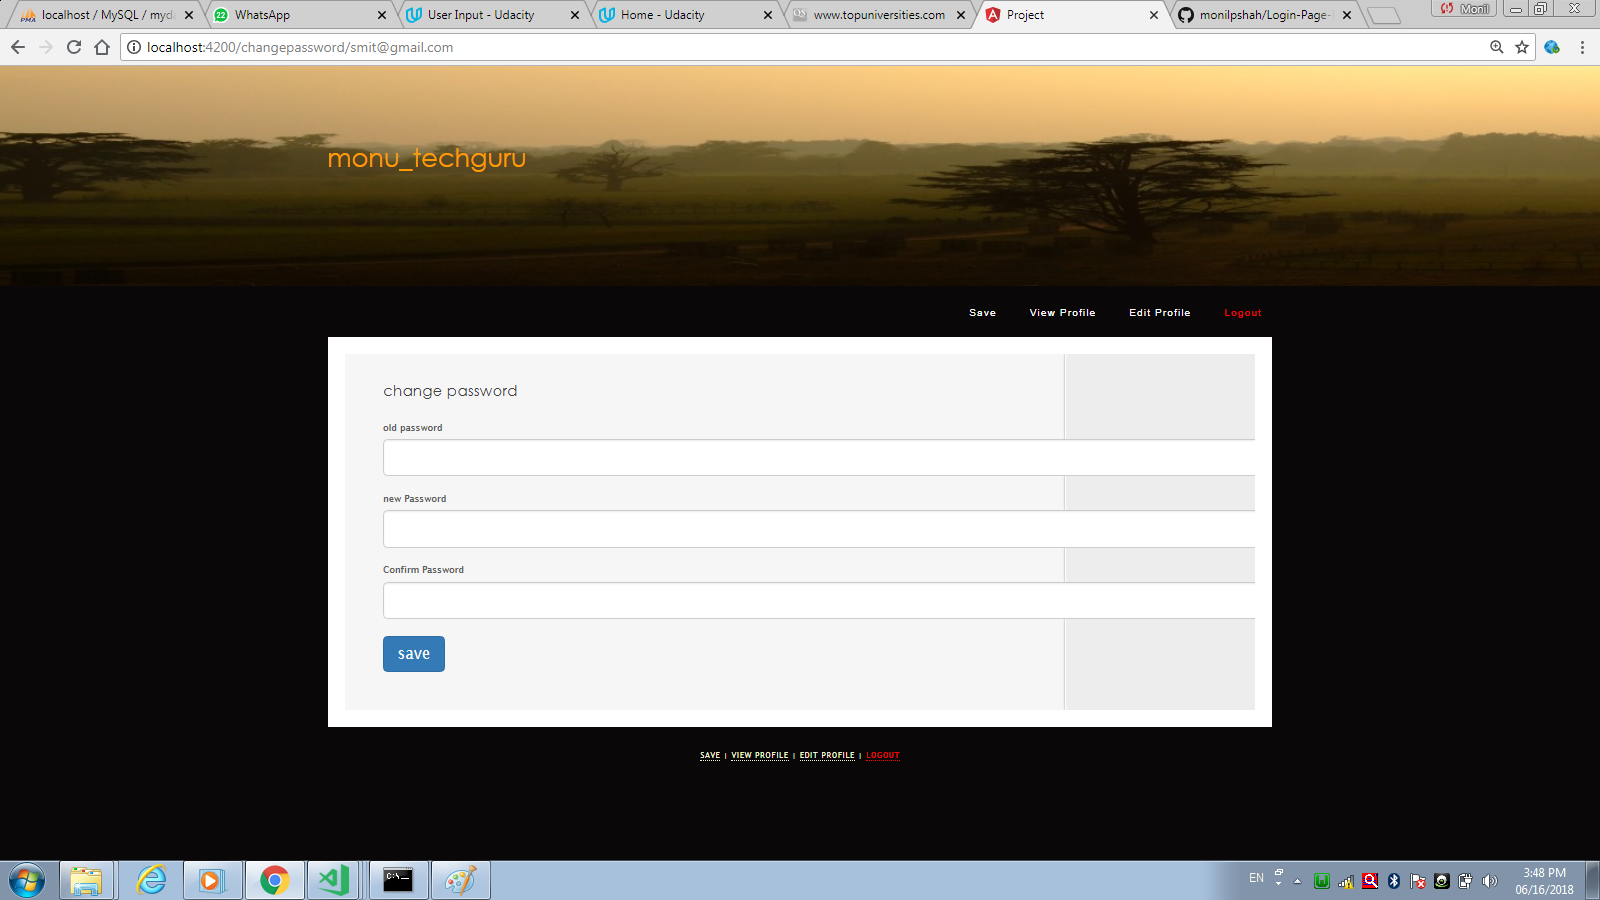 localhost / MySQL / myda
WhatsApp
User Input - Udacity
Home - Udacity
www.topuniversities.com
Project
monilpshah/Login-Page-
Monil
localhost:4200/changepassword/smit@gmail.com
monu_techguru
Save View Profile Edit Profile Logout
change password
old password
new Password
Confirm Password
save
SAVE | VIEW PROFILE | EDIT PROFILE | LOGOUT
EN
3:48 PM
06/16/2018